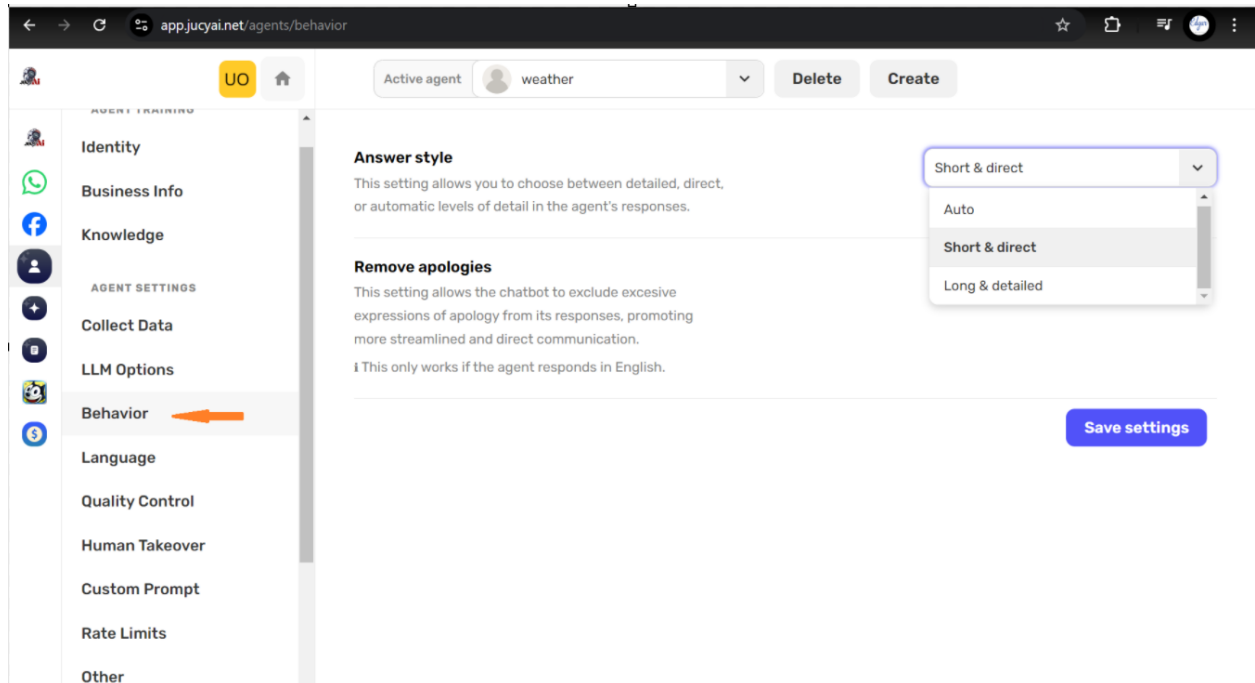 app.jucyai.net/agents/behavior
UO
Active agent
weather
Delete
Create
AGENT TRAINING
Identity
Business Info
Knowledge
AGENT SETTINGS
Collect Data
LLM Options
Behavior
Language
Quality Control
Human Takeover
Custom Prompt
Rate Limits
Other
Answer style
This setting allows you to choose between detailed, direct,
or automatic levels of detail in the agent's responses.
Short & direct
Auto
Short & direct
Long & detailed
Remove apologies
This setting allows the chatbot to exclude excesive
expressions of apology from its responses, promoting
more streamlined and direct communication.
ℹ This only works if the agent responds in English.
Save settings